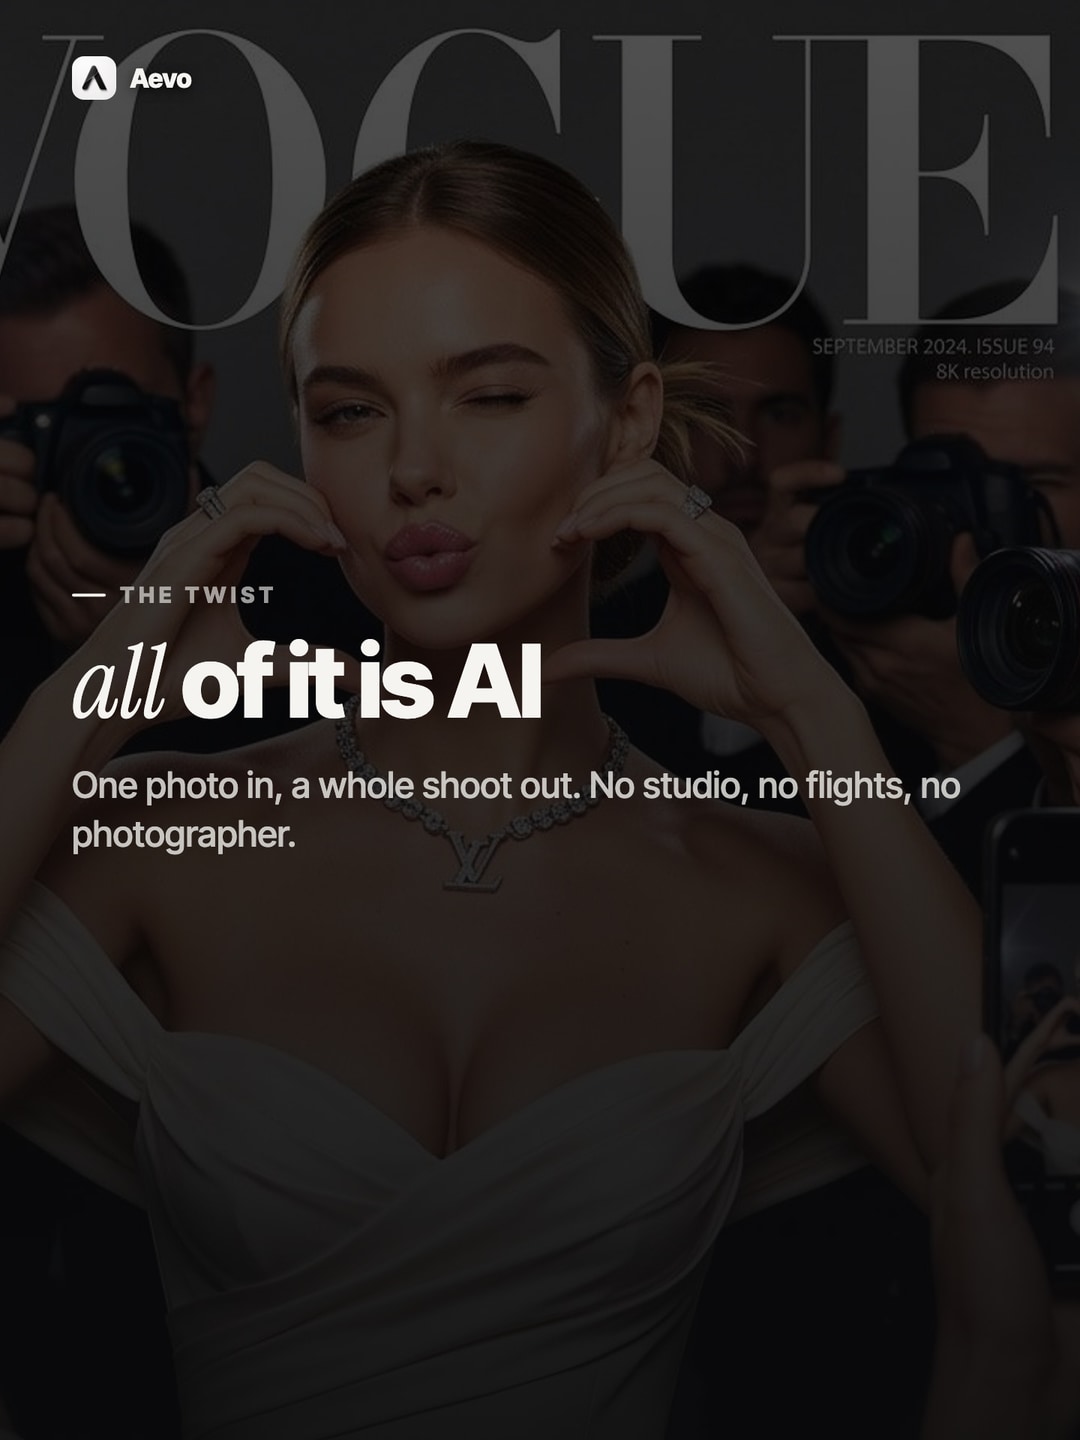 VOGUE
Aevo
SEPTEMBER 2024. ISSUE 94
8K resolution
THE TWIST
all of it is AI
One photo in, a whole shoot out. No studio, no flights, no
photographer.